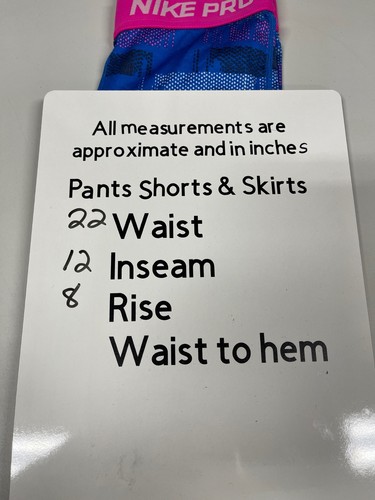 NIKE PRO
All measurements are
approximate and in inches
Pants Shorts & Skirts
22 Waist
12 Inseam
8 Rise
Waist to hem